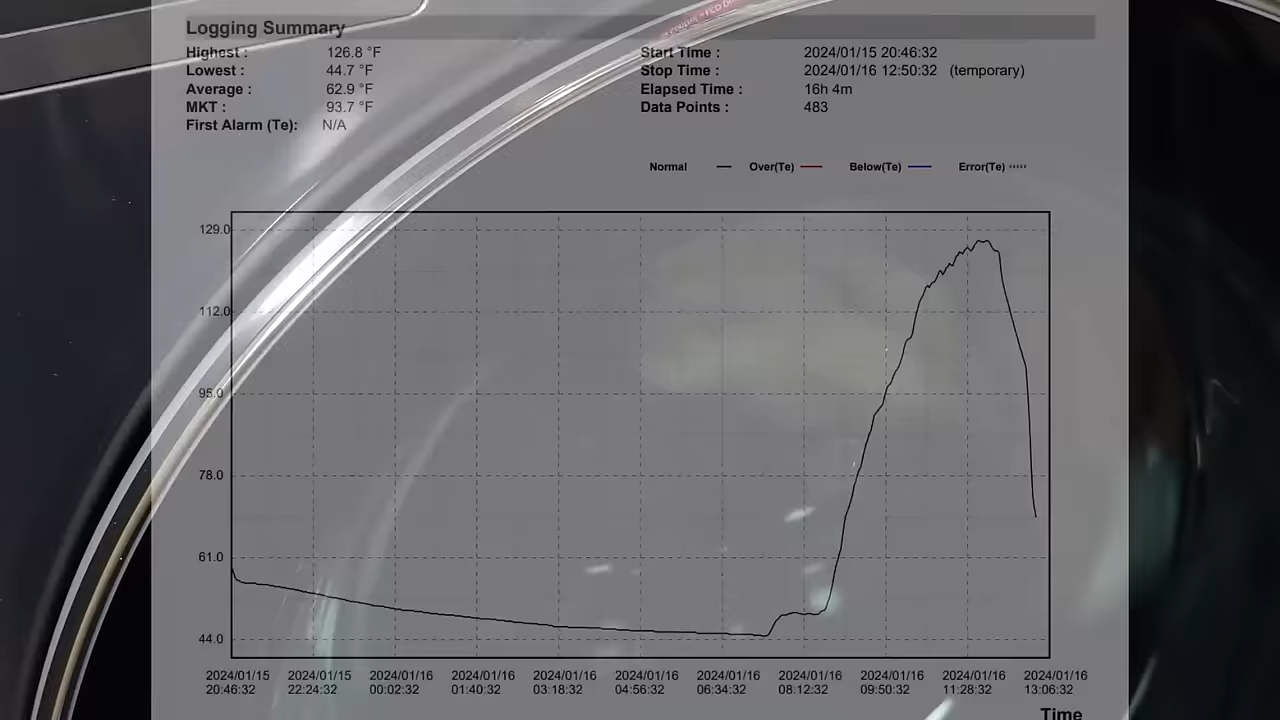 Logging Summary
Highest : 126.8 °F Start Time : 2024/01/15 20:46:32
Lowest : 44.7 °F Stop Time : 2024/01/16 12:50:32 (temporary)
Average : 62.9 °F Elapsed Time : 16h 4m
MKT : 93.7 °F Data Points : 483
First Alarm (Te): N/A
Normal Over(Te) Below(Te) Error(Te)
129.0
112.0
95.0
78.0
61.0
44.0
2024/01/15 2024/01/15 2024/01/16 2024/01/16 2024/01/16 2024/01/16 2024/01/16 2024/01/16 2024/01/16 2024/01/16 2024/01/16
20:46:32 22:24:32 00:02:32 01:40:32 03:18:32 04:56:32 06:34:32 08:12:32 09:50:32 11:28:32 13:06:32
Time